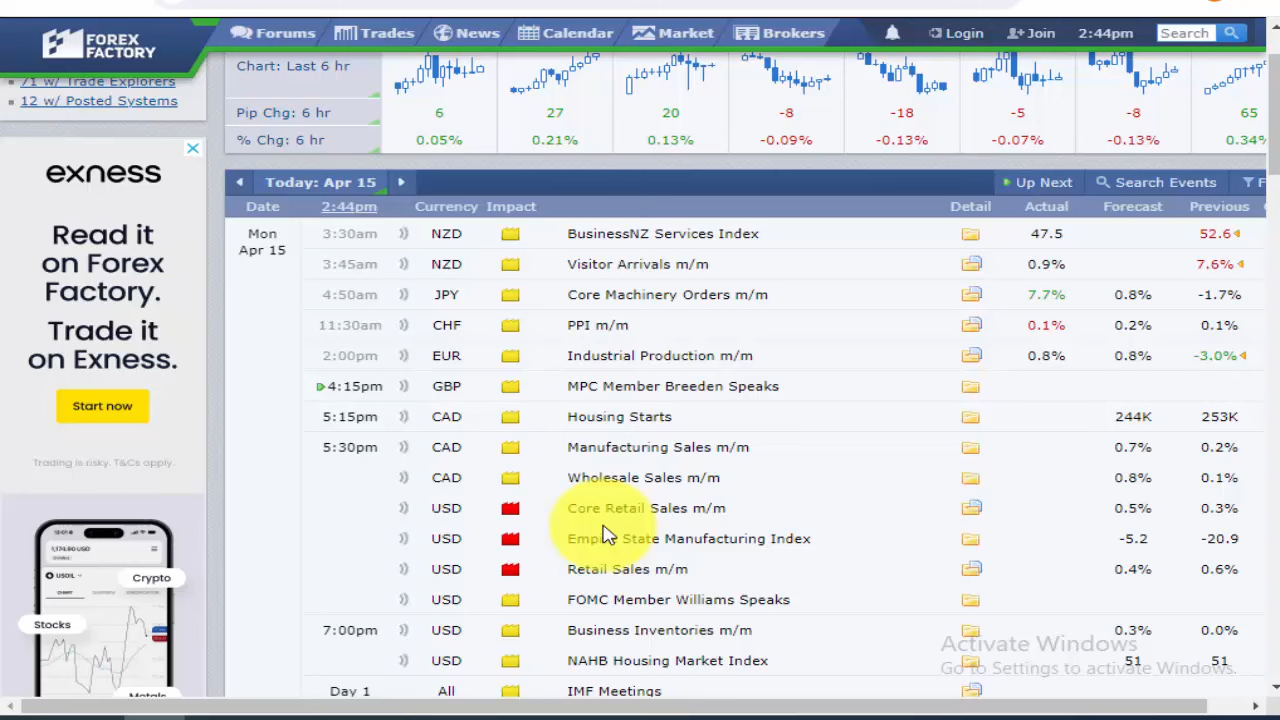 FOREX
FACTORY
Forums
Trades
News
Calendar
Market
Brokers
Login
Join
2:44pm
Search
71 w/ Trade Explorers
12 w/ Posted Systems
Chart: Last 6 hr
Pip Chg: 6 hr 6 27 20 -8 -18 -5 -8 65
% Chg: 6 hr 0.05% 0.21% 0.13% -0.09% -0.13% -0.07% -0.13% 0.34%
exness
Read it
on Forex
Factory.
Trade it
on Exness.
Start now
Trading is risky. T&Cs apply.
1,174.90 USD
USOIL
CHART
Crypto
Stocks
Metals
Today: Apr 15 Up Next Search Events F
Date 2:44pm Currency Impact Detail Actual Forecast Previous
Mon
Apr 15
3:30am NZD BusinessNZ Services Index 47.5 52.6
3:45am NZD Visitor Arrivals m/m 0.9% 7.6%
4:50am JPY Core Machinery Orders m/m 7.7% 0.8% -1.7%
11:30am CHF PPI m/m 0.1% 0.2% 0.1%
2:00pm EUR Industrial Production m/m 0.8% 0.8% -3.0%
4:15pm GBP MPC Member Breeden Speaks
5:15pm CAD Housing Starts 244K 253K
5:30pm CAD Manufacturing Sales m/m 0.7% 0.2%
CAD Wholesale Sales m/m 0.8% 0.1%
USD Core Retail Sales m/m 0.5% 0.3%
USD Empire State Manufacturing Index -5.2 -20.9
USD Retail Sales m/m 0.4% 0.6%
USD FOMC Member Williams Speaks
7:00pm USD Business Inventories m/m 0.3% 0.0%
USD NAHB Housing Market Index 51 51
Day 1 All IMF Meetings
Activate Windows
Go to Settings to activate Windows.